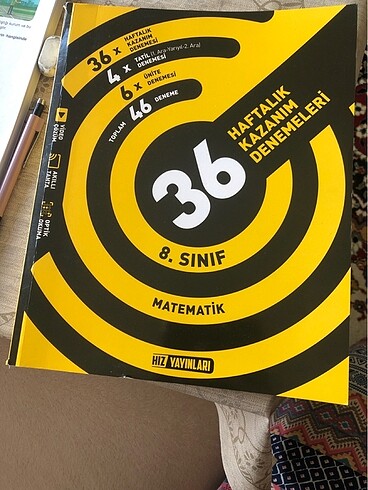 36 x HAFTALIK KAZANIM DENEMESİ
4 x TATİL (1. Ara-Yarıyıl-2. Ara) DENEMESİ
6 x ÜNİTE DENEMESİ
TOPLAM 46 DENEME
VİDEO ÇÖZÜM
AKILLI TAHTA
OPTİK OKUMA
36
HAFTALIK
KAZANIM
DENEMELERİ
8. SINIF
MATEMATİK
HIZ YAYINLARI